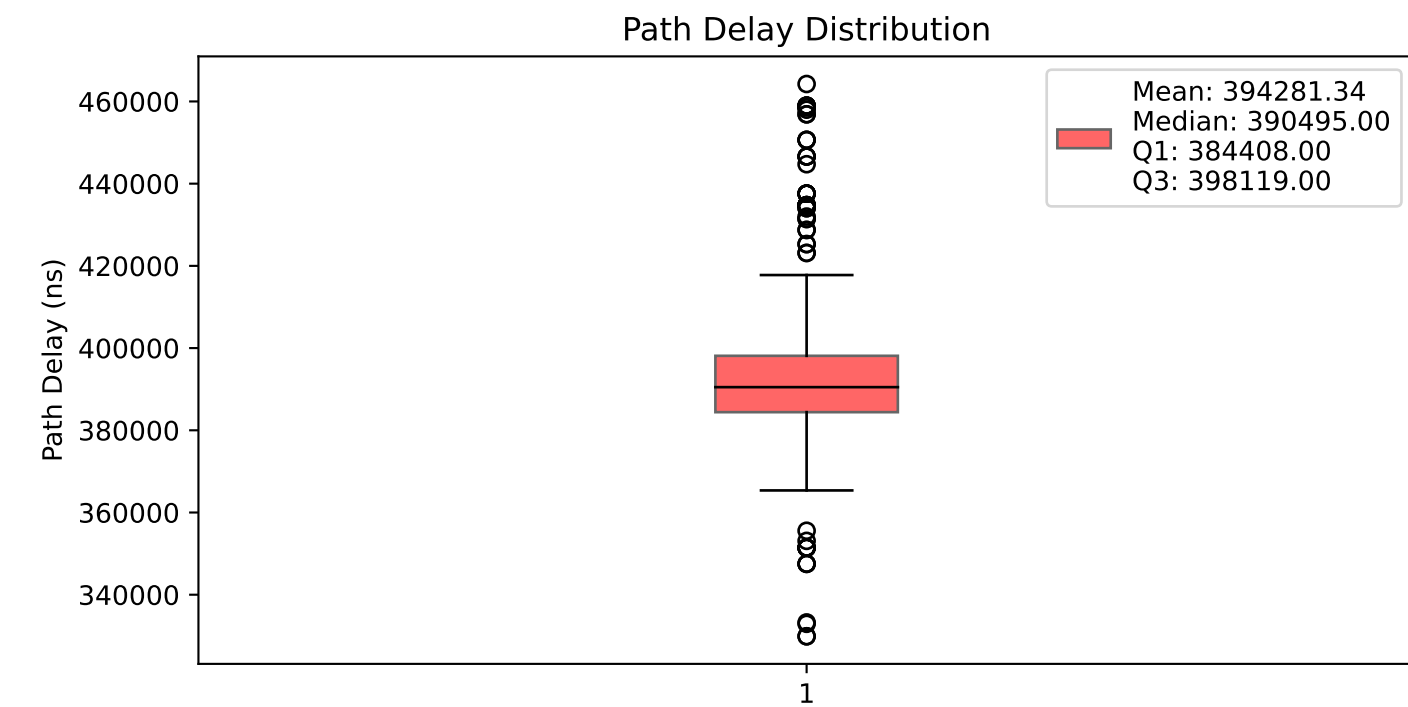 Path Delay Distribution
Mean: 394281.34
Median: 390495.00
Q1: 384408.00
Q3: 398119.00
460000
440000
420000
400000
380000
360000
340000
Path Delay (ns)
1